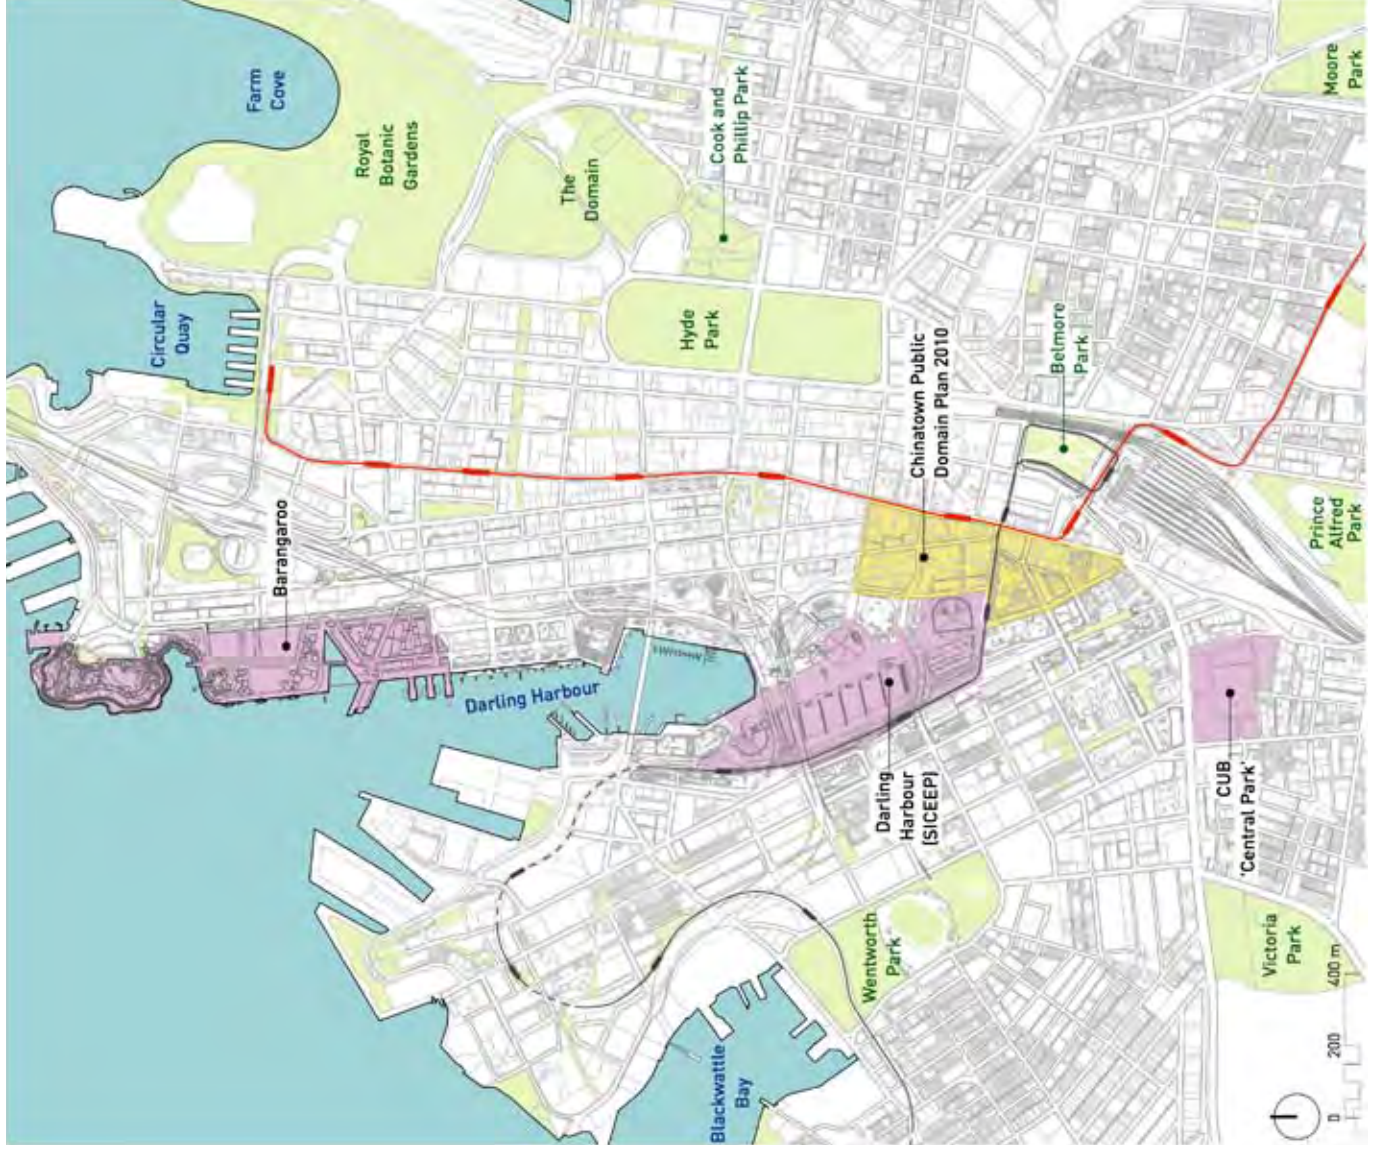 Farm
Cove
Royal
Botanic
Gardens
The
Domain
Cook and
Phillip Park
Moore
Park
Circular
Quay
Hyde
Park
Chinatown Public
Domain Plan 2010
Belmore
Park
Barangaroo
Prince
Alfred
Park
Darling Harbour
Darling
Harbour
(SICEEP)
CUB
'Central Park'
Wentworth
Park
Victoria
Park
Blackwattle
Bay
0
200
400 m